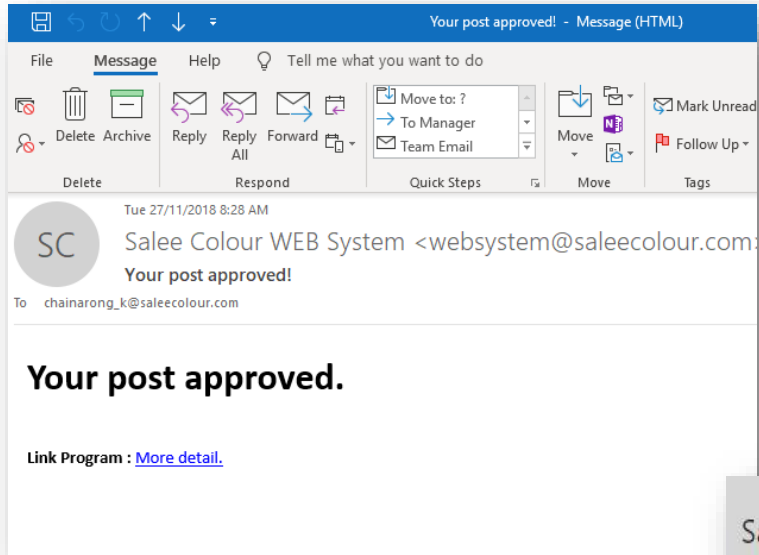 Your post approved! - Message (HTML)
File Message Help Tell me what you want to do
Delete Archive Reply Reply All Forward Move to: ? To Manager Team Email Move Mark Unread Follow Up
Delete Respond Quick Steps Move Tags
Tue 27/11/2018 8:28 AM
SC
Salee Colour WEB System <websystem@saleecolour.com>
Your post approved!
To chainarong_k@saleecolour.com
Your post approved.
Link Program : More detail.